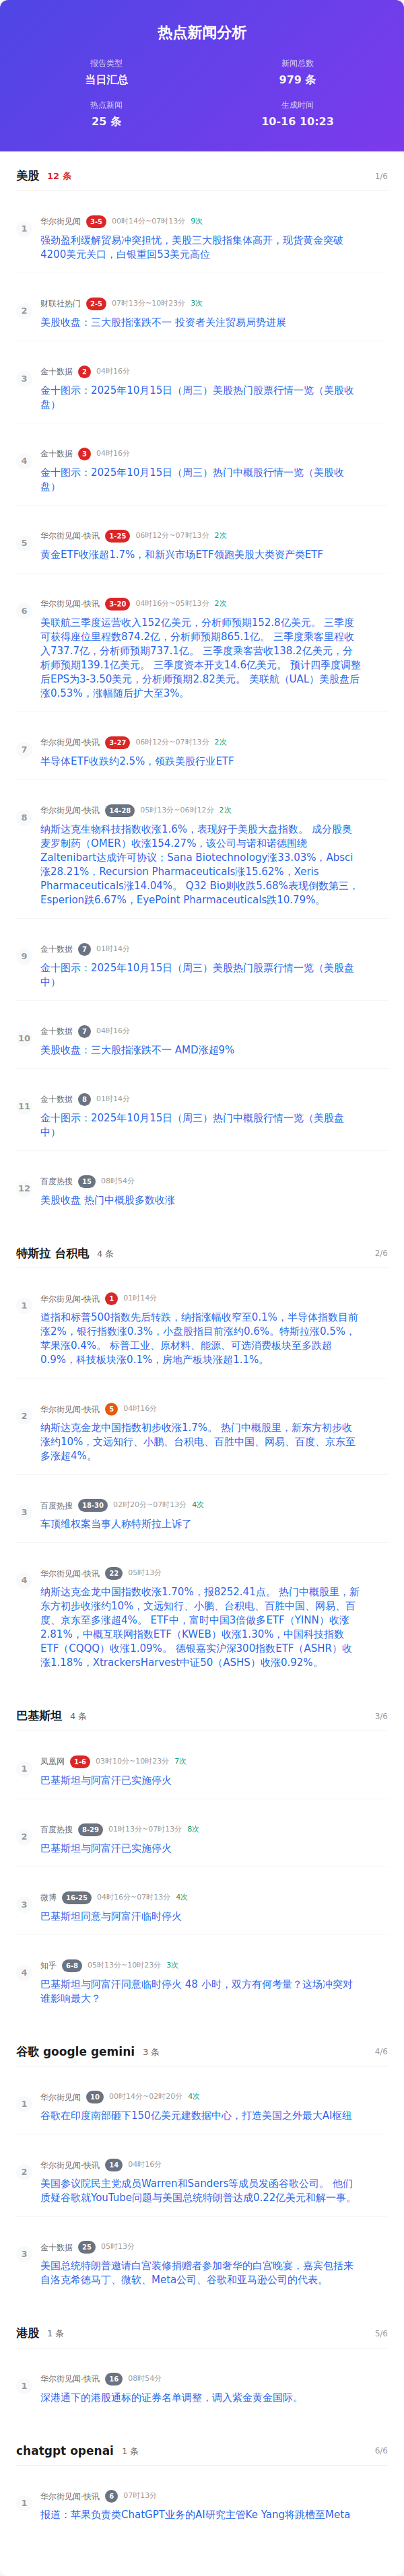 热点新闻分析
报告类型
当日汇总
新闻总数
979 条
热点新闻
25 条
生成时间
10-16 10:23
美股 12 条 1/6
1
华尔街见闻 3-5 00时14分~07时13分 9次
强劲盈利缓解贸易冲突担忧，美股三大股指集体高开，现货黄金突破
4200美元关口，白银重回53美元高位
2
财联社热门 2-5 07时13分~10时23分 3次
美股收盘：三大股指涨跌不一 投资者关注贸易局势进展
3
金十数据 2 04时16分
金十图示：2025年10月15日（周三）美股热门股票行情一览（美股收
盘）
4
金十数据 3 04时16分
金十图示：2025年10月15日（周三）热门中概股行情一览（美股收
盘）
5
华尔街见闻-快讯 1-25 06时12分~07时13分 2次
黄金ETF收涨超1.7%，和新兴市场ETF领跑美股大类资产类ETF
6
华尔街见闻-快讯 3-20 04时16分~05时13分 2次
美联航三季度运营收入152亿美元，分析师预期152.8亿美元。 三季度
可获得座位里程数874.2亿，分析师预期865.1亿。 三季度乘客里程收
入737.7亿，分析师预期737.1亿。 三季度乘客营收138.2亿美元，分
析师预期139.1亿美元。 三季度资本开支14.6亿美元。 预计四季度调整
后EPS为3-3.50美元，分析师预期2.82美元。 美联航（UAL）美股盘后
涨0.53%，涨幅随后扩大至3%。
7
华尔街见闻-快讯 3-27 06时12分~07时13分 2次
半导体ETF收跌约2.5%，领跌美股行业ETF
8
华尔街见闻-快讯 14-28 05时13分~06时12分 2次
纳斯达克生物科技指数收涨1.6%，表现好于美股大盘指数。 成分股奥
麦罗制药（OMER）收涨154.27%，该公司与诺和诺德围绕
Zaltenibart达成许可协议；Sana Biotechnology涨33.03%，Absci
涨28.21%，Recursion Pharmaceuticals涨15.62%，Xeris
Pharmaceuticals涨14.04%。 Q32 Bio则收跌5.68%表现倒数第三，
Esperion跌6.67%，EyePoint Pharmaceuticals跌10.79%。
9
金十数据 7 01时14分
金十图示：2025年10月15日（周三）美股热门股票行情一览（美股盘
中）
10
金十数据 7 04时16分
美股收盘：三大股指涨跌不一 AMD涨超9%
11
金十数据 8 01时14分
金十图示：2025年10月15日（周三）热门中概股行情一览（美股盘
中）
12
百度热搜 15 08时54分
美股收盘 热门中概股多数收涨
特斯拉 台积电 4 条 2/6
1
华尔街见闻-快讯 1 01时14分
道指和标普500指数先后转跌，纳指涨幅收窄至0.1%，半导体指数目前
涨2%，银行指数涨0.3%，小盘股指目前涨约0.6%。特斯拉涨0.5%，
苹果涨0.4%。 标普工业、原材料、能源、可选消费板块至多跌超
0.9%，科技板块涨0.1%，房地产板块涨超1.1%。
2
华尔街见闻-快讯 5 04时16分
纳斯达克金龙中国指数初步收涨1.7%。 热门中概股里，新东方初步收
涨约10%，文远知行、小鹏、台积电、百胜中国、网易、百度、京东至
多涨超4%。
3
百度热搜 18-30 02时20分~07时13分 4次
车顶维权案当事人称特斯拉上诉了
4
华尔街见闻-快讯 22 05时13分
纳斯达克金龙中国指数收涨1.70%，报8252.41点。 热门中概股里，新
东方初步收涨约10%，文远知行、小鹏、台积电、百胜中国、网易、百
度、京东至多涨超4%。 ETF中，富时中国3倍做多ETF（YINN）收涨
2.81%，中概互联网指数ETF（KWEB）收涨1.30%，中国科技指数
ETF（CQQQ）收涨1.09%。 德银嘉实沪深300指数ETF（ASHR）收
涨1.18%，XtrackersHarvest中证50（ASHS）收涨0.92%。
巴基斯坦 4 条 3/6
1
凤凰网 1-6 03时10分~10时23分 7次
巴基斯坦与阿富汗已实施停火
2
百度热搜 8-29 01时13分~07时13分 8次
巴基斯坦与阿富汗已实施停火
3
微博 16-25 04时16分~07时13分 4次
巴基斯坦同意与阿富汗临时停火
4
知乎 6-8 05时13分~10时23分 3次
巴基斯坦与阿富汗同意临时停火 48 小时，双方有何考量？这场冲突对
谁影响最大？
谷歌 google gemini 3 条 4/6
1
华尔街见闻 10 00时14分~02时20分 4次
谷歌在印度南部砸下150亿美元建数据中心，打造美国之外最大AI枢纽
2
华尔街见闻-快讯 14 04时16分
美国参议院民主党成员Warren和Sanders等成员发函谷歌公司。 他们
质疑谷歌就YouTube问题与美国总统特朗普达成0.22亿美元和解一事。
3
金十数据 25 05时13分
美国总统特朗普邀请白宫装修捐赠者参加奢华的白宫晚宴，嘉宾包括来
自洛克希德马丁、微软、Meta公司、谷歌和亚马逊公司的代表。
港股 1 条 5/6
1
华尔街见闻-快讯 16 08时54分
深港通下的港股通标的证券名单调整，调入紫金黄金国际。
chatgpt openai 1 条 6/6
1
华尔街见闻-快讯 6 07时13分
报道：苹果负责类ChatGPT业务的AI研究主管Ke Yang将跳槽至Meta